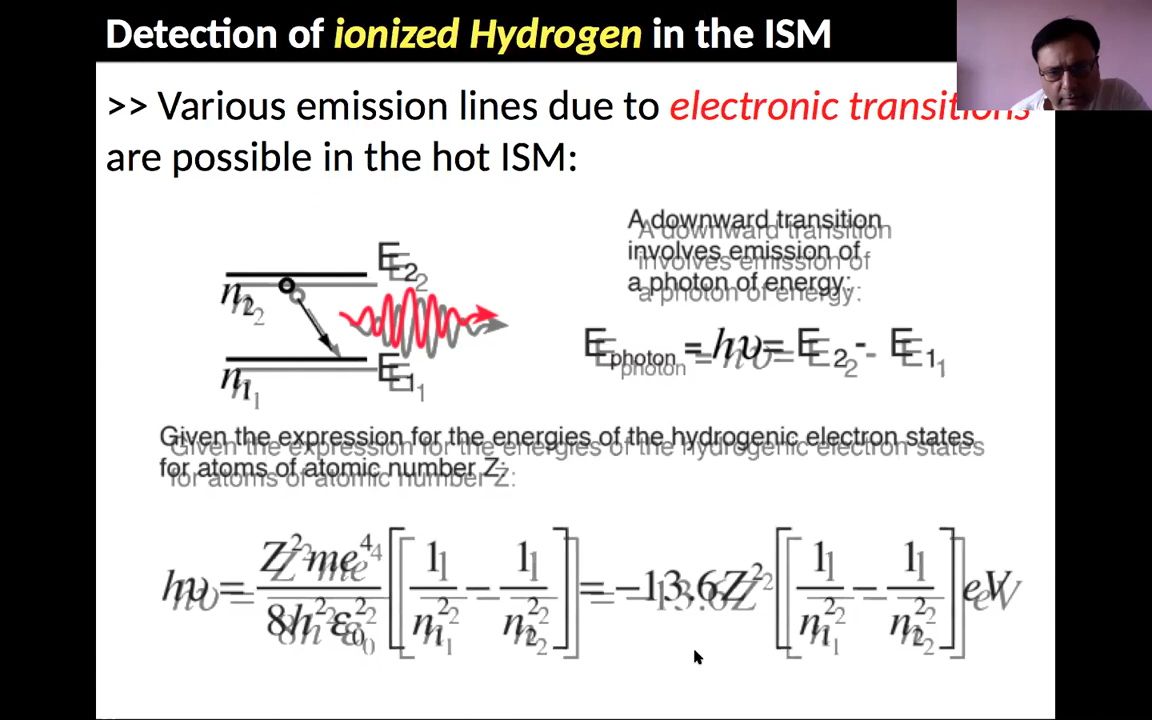 Detection of ionized Hydrogen in the ISM
>> Various emission lines due to electronic transitions
are possible in the hot ISM:
A downward transition
involves emission of
a photon of energy:
n₂ E₂
E_photon = hυ = E₂ - E₁
n₁ E₁
Given the expression for the energies of the hydrogenic electron states
for atoms of atomic number Z:
hυ = Z²me⁴/8h²ε₀² [1/n₁² − 1/n₂²] = −13.6Z² [1/n₁² − 1/n₂²] eV